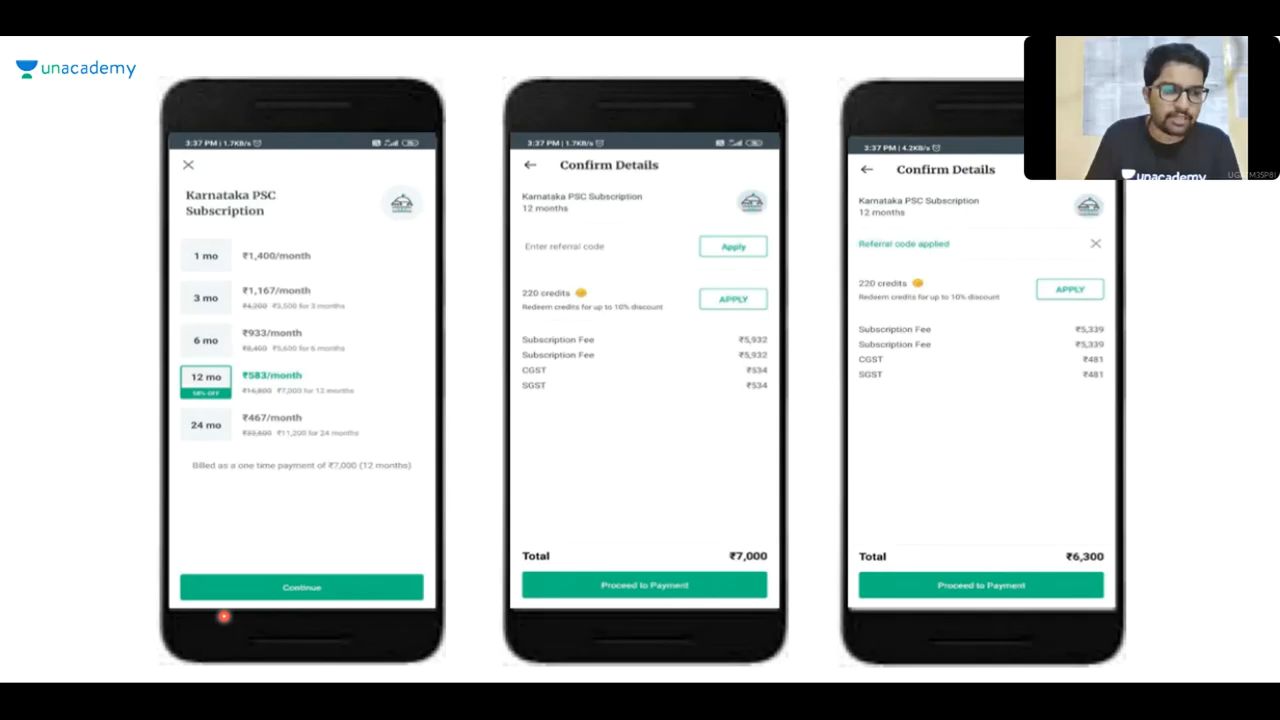 unacademy
3:37 PM | 1.7KB/s
Karnataka PSC
Subscription
1 mo ₹1,400/month
3 mo ₹1,167/month
₹4,200 ₹3,500 for 3 months
6 mo ₹933/month
₹8,400 ₹5,600 for 6 months
12 mo ₹583/month
58% OFF ₹16,800 ₹7,000 for 12 months
24 mo ₹467/month
₹33,600 ₹11,200 for 24 months
Billed as a one time payment of ₹7,000 (12 months)
Continue
3:37 PM | 1.7KB/s
Confirm Details
Karnataka PSC Subscription
12 months
Enter referral code Apply
220 credits APPLY
Redeem credits for up to 10% discount
Subscription Fee ₹5,932
Subscription Fee ₹5,932
CGST ₹534
SGST ₹534
Total ₹7,000
Proceed to Payment
3:37 PM | 4.2KB/s
Confirm Details
Karnataka PSC Subscription
12 months
Referral code applied
220 credits APPLY
Redeem credits for up to 10% discount
Subscription Fee ₹5,339
Subscription Fee ₹5,339
CGST ₹481
SGST ₹481
Total ₹6,300
Proceed to Payment
unacademy